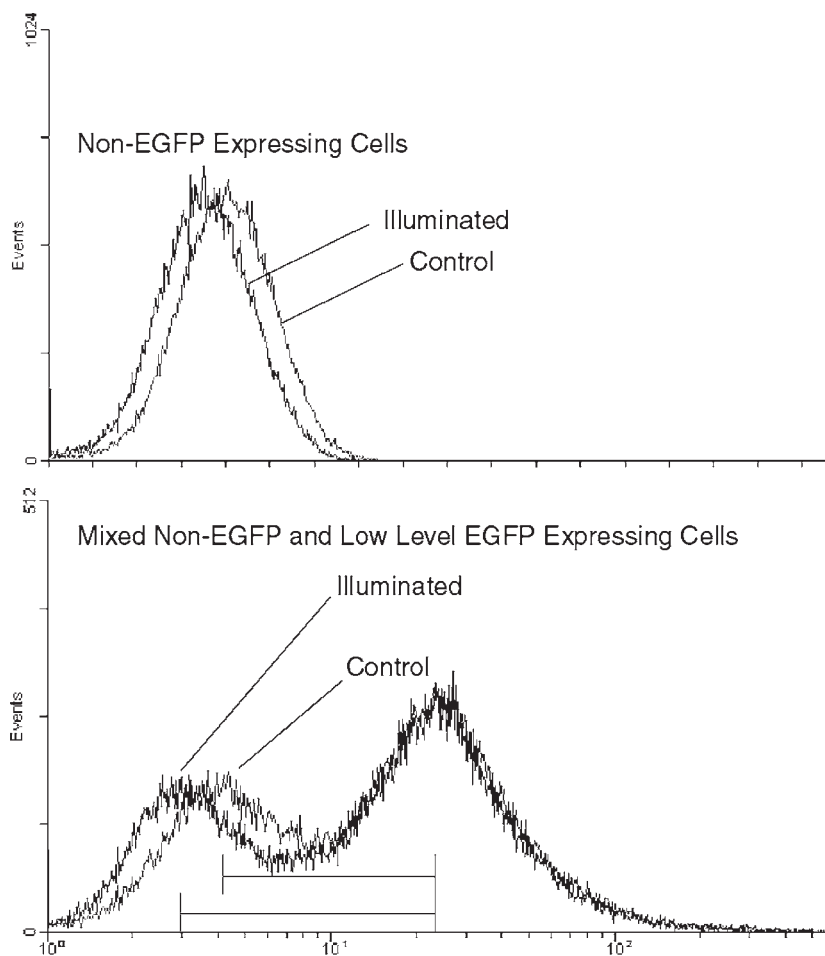 1024
Non-EGFP Expressing Cells
Illuminated
Control
Events
0
512
Mixed Non-EGFP and Low Level EGFP Expressing Cells
Illuminated
Control
Events
0
10⁰ 10¹ 10²